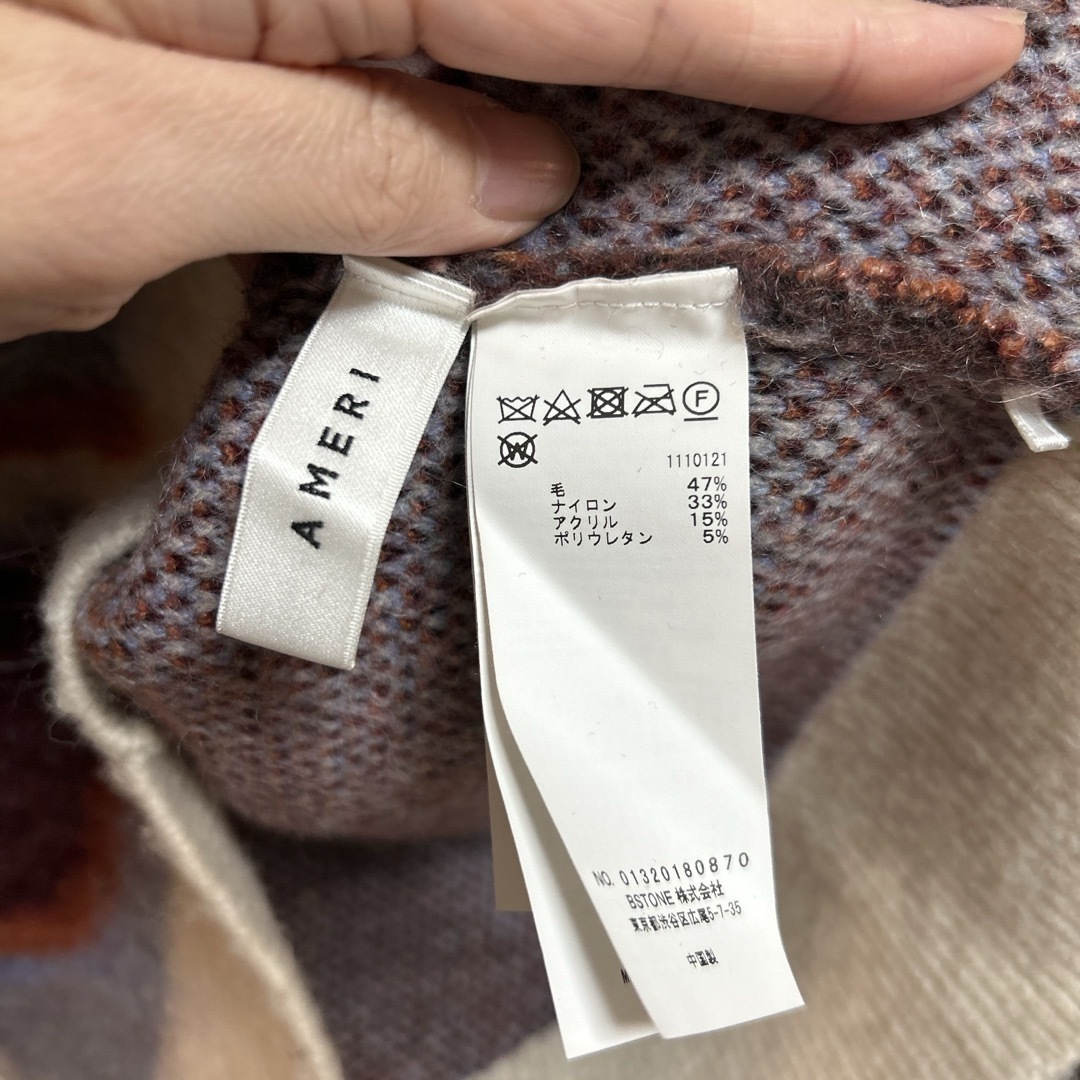 AMERI
F
W
1110121
毛 47%
ナイロン 33%
アクリル 15%
ポリウレタン 5%
NO. 01320180870
BSTONE 株式会社
東京都渋谷区広尾5-7-35
中国製
M